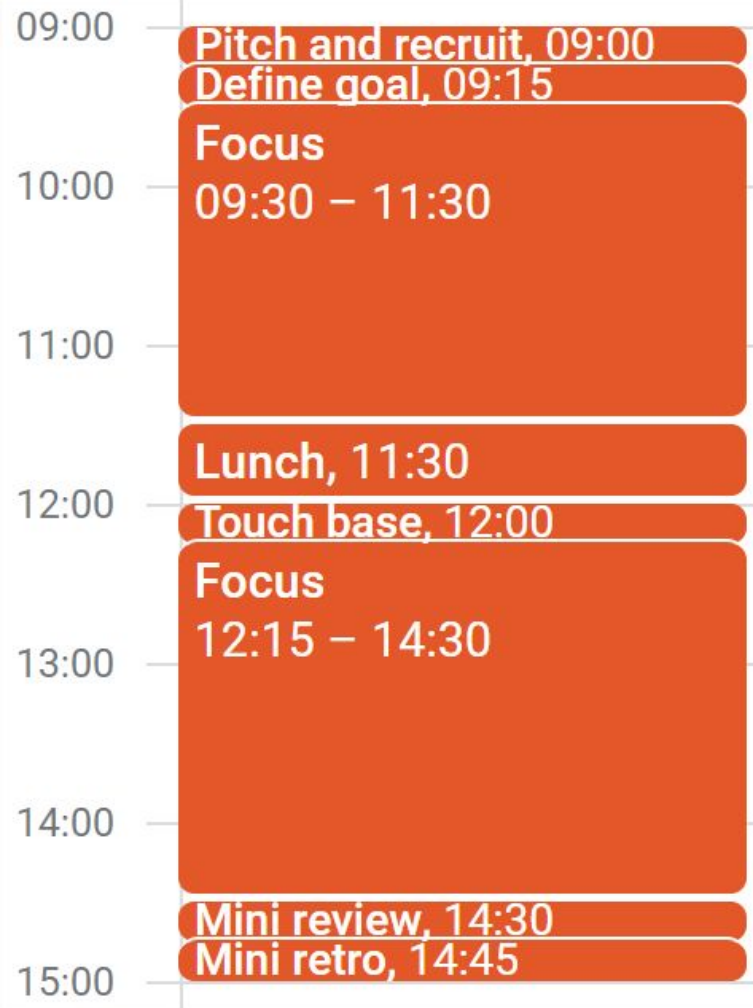 09:00
Pitch and recruit, 09:00
Define goal, 09:15
Focus
10:00
09:30 – 11:30
11:00
Lunch, 11:30
12:00
Touch base, 12:00
Focus
12:15 – 14:30
13:00
14:00
Mini review, 14:30
Mini retro, 14:45
15:00